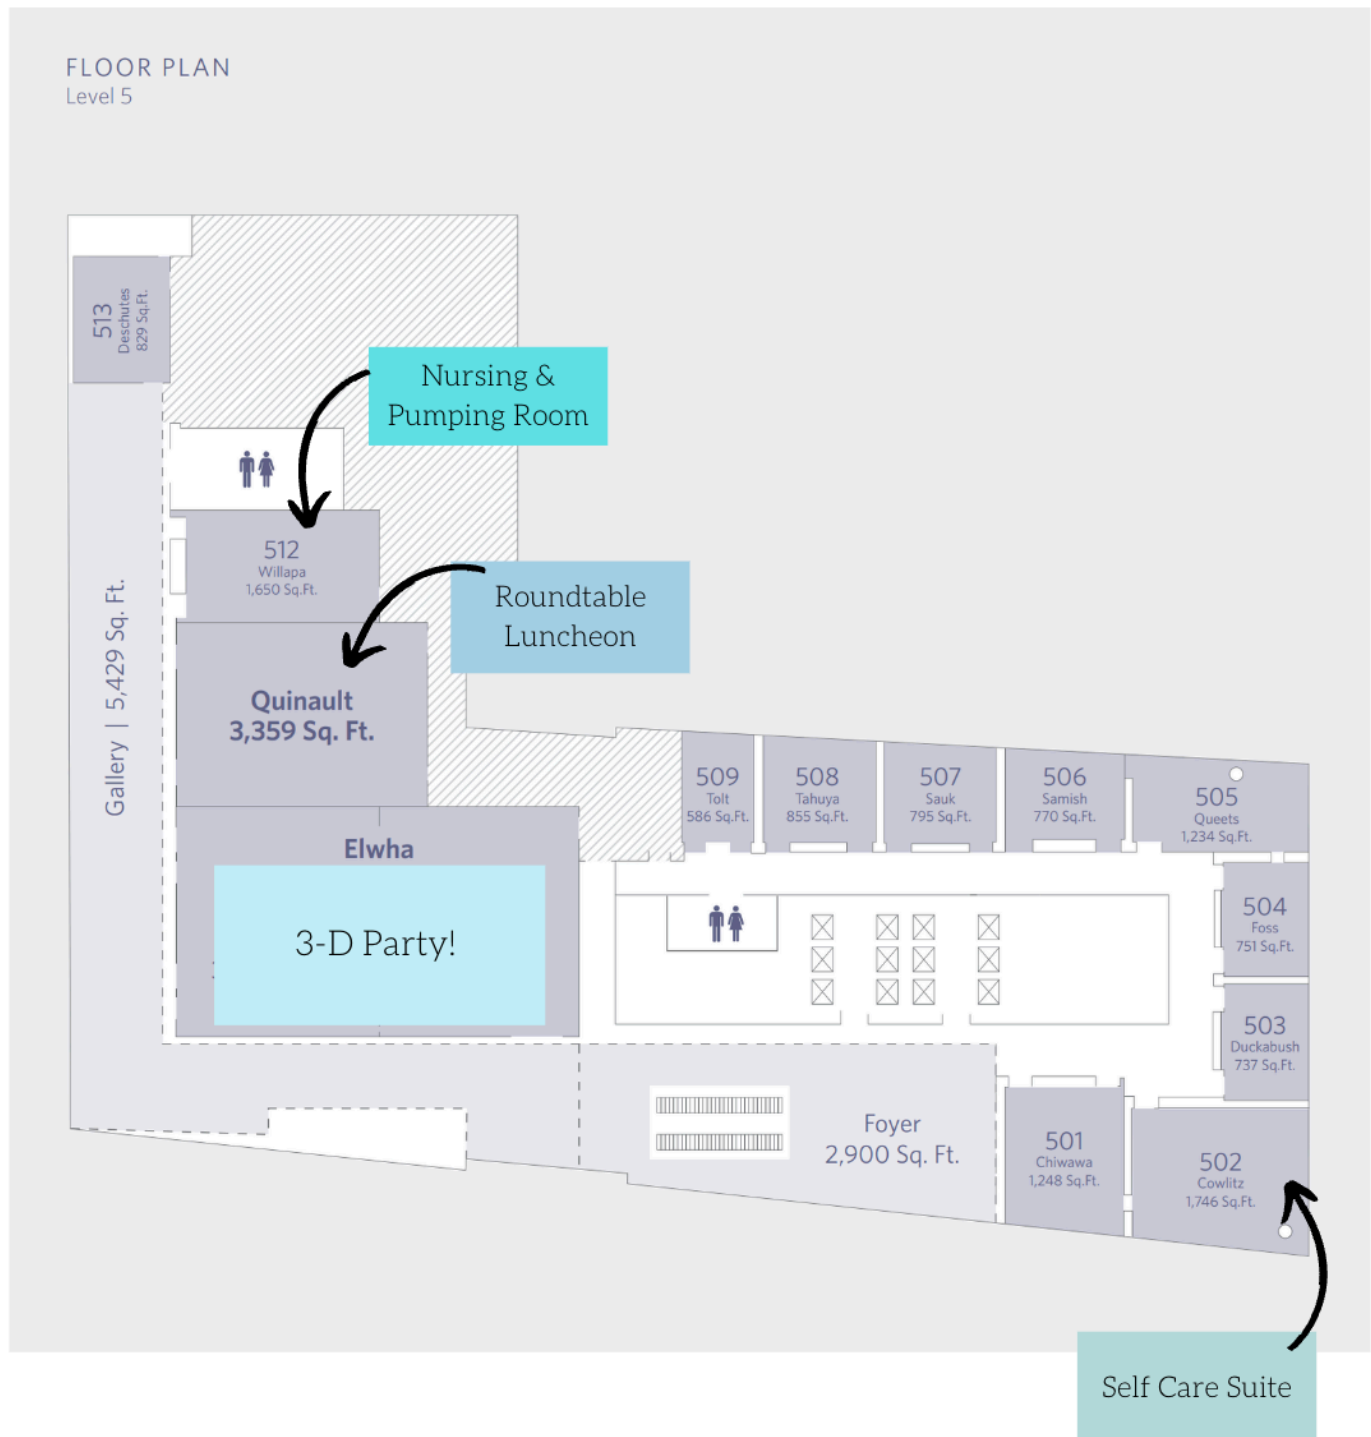 FLOOR PLAN
Level 5
513
Deschutes
829 Sq.Ft.
Nursing &
Pumping Room
512
Willapa
1,650 Sq.Ft.
Roundtable
Luncheon
Gallery | 5,429 Sq. Ft.
Quinault
3,359 Sq. Ft.
509
Tolt
586 Sq.Ft.
508
Tahuya
855 Sq.Ft.
507
Sauk
795 Sq.Ft.
506
Samish
770 Sq.Ft.
505
Queets
1,234 Sq.Ft.
Elwha
3-D Party!
504
Foss
751 Sq.Ft.
503
Duckabush
737 Sq.Ft.
Foyer
2,900 Sq. Ft.
501
Chiwawa
1,248 Sq.Ft.
502
Cowlitz
1,746 Sq.Ft.
Self Care Suite